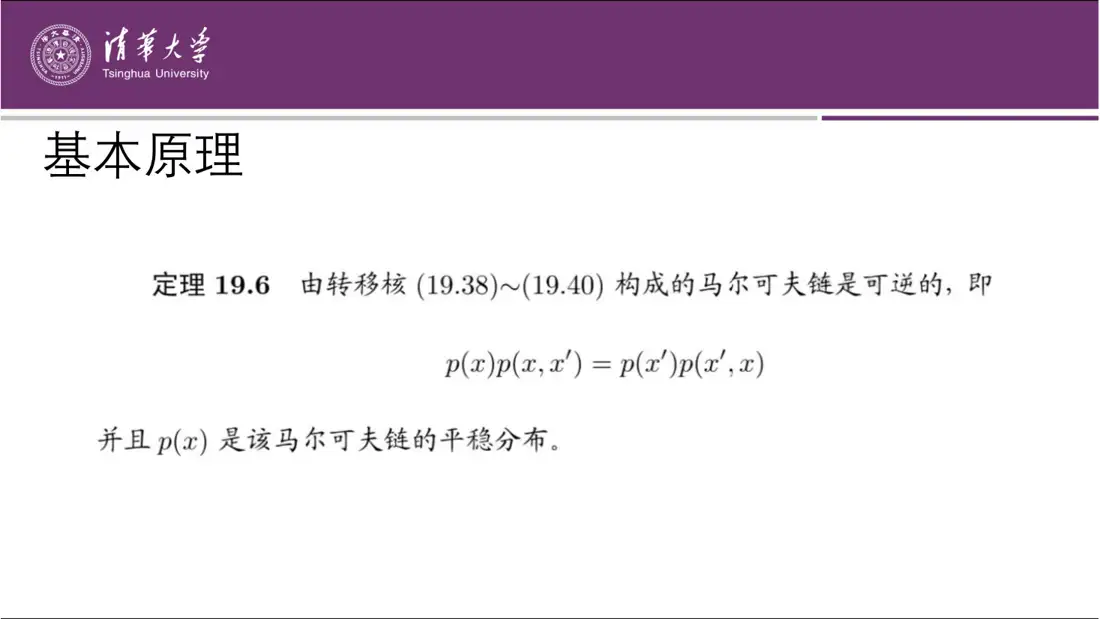 清华大学
Tsinghua University
基本原理
定理 19.6 由转移核 (19.38)~(19.40) 构成的马尔可夫链是可逆的, 即
p(x)p(x, x′) = p(x′)p(x′, x)
并且 p(x) 是该马尔可夫链的平稳分布。